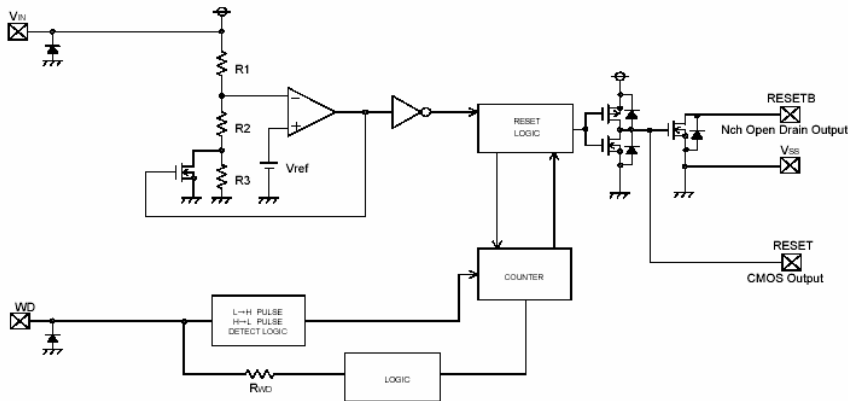 VIN
R1
R2
R3
−
+
Vref
RESET
LOGIC
RESETB
Nch Open Drain Output
VSS
RESET
CMOS Output
COUNTER
WD
L→H PULSE
H→L PULSE
DETECT LOGIC
RWD
LOGIC